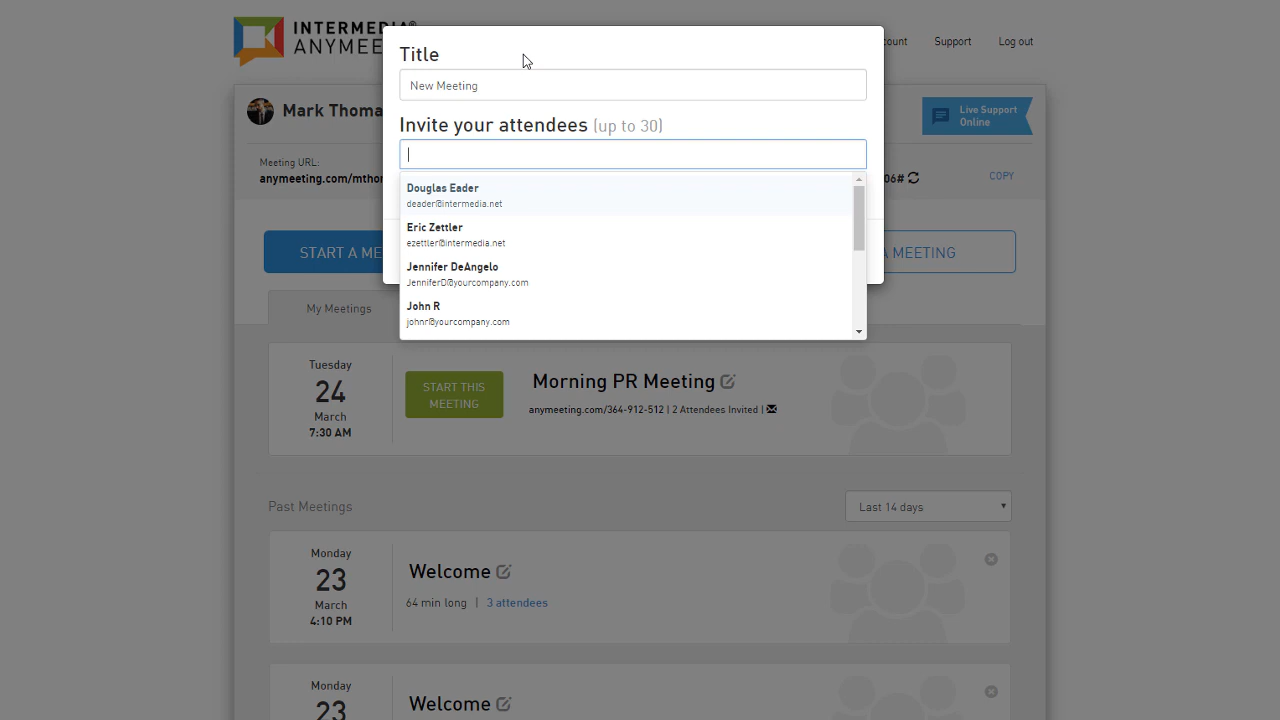 INTERMEDIA®
ANYMEE
Support
Log out
Title
New Meeting
Mark Thoma
Live Support
Online
Invite your attendees (up to 30)
Meeting URL:
anymeeting.com/mthor
06#
COPY
Douglas Eader
deader@intermedia.net
Eric Zettler
ezettler@intermedia.net
START A ME
A MEETING
Jennifer DeAngelo
JenniferD@yourcompany.com
John R
johnr@yourcompany.com
My Meetings
Tuesday
24
March
7:30 AM
START THIS
MEETING
Morning PR Meeting
anymeeting.com/364-912-512 | 2 Attendees Invited |
Past Meetings
Last 14 days
Monday
23
March
4:10 PM
Welcome
64 min long | 3 attendees
Monday
23
Welcome